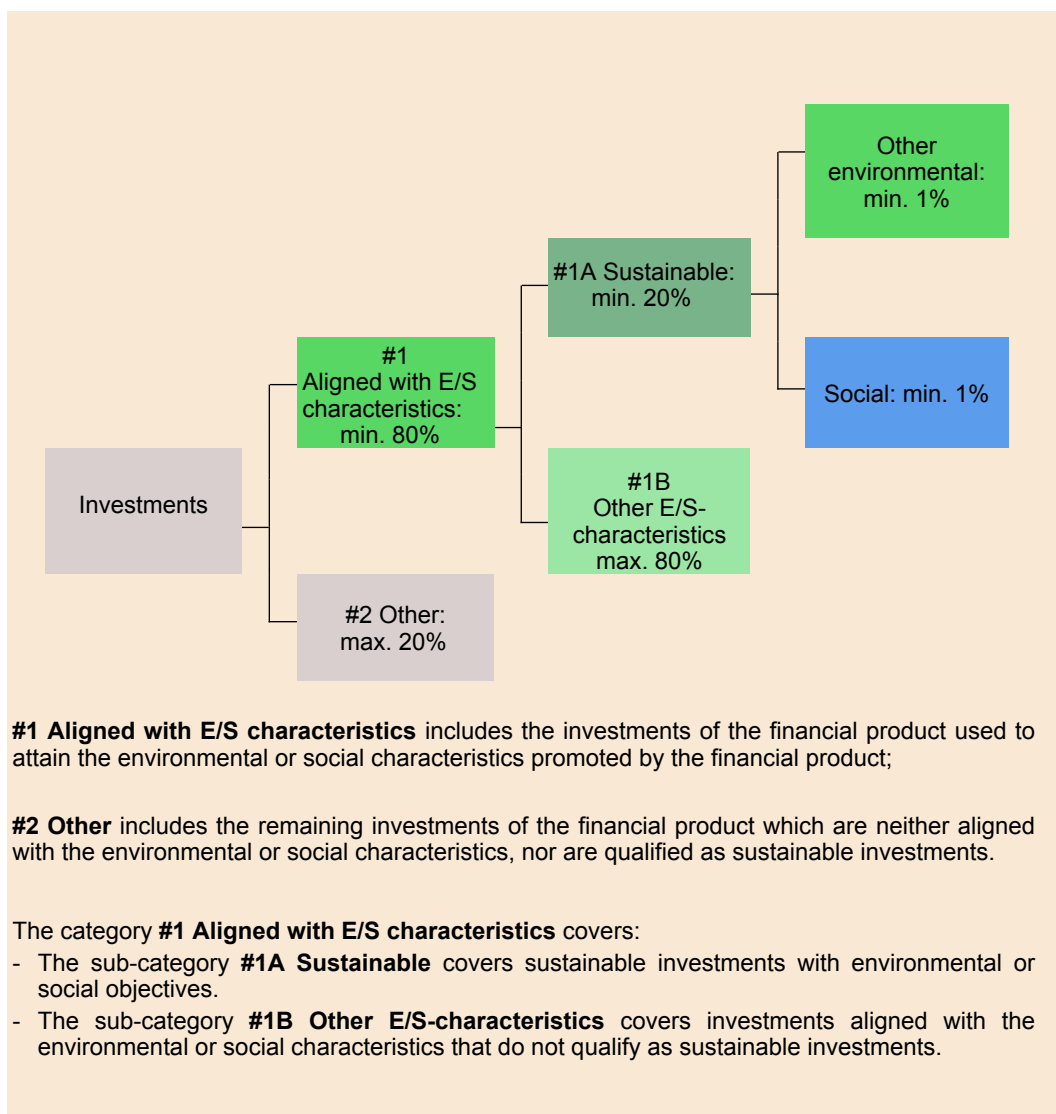 Other
environmental:
min. 1%
#1A Sustainable:
min. 20%
#1
Aligned with E/S
characteristics:
min. 80%
Social: min. 1%
Investments
#1B
Other E/S-
characteristics
max. 80%
#2 Other:
max. 20%
#1 Aligned with E/S characteristics includes the investments of the financial product used to
attain the environmental or social characteristics promoted by the financial product;
#2 Other includes the remaining investments of the financial product which are neither aligned
with the environmental or social characteristics, nor are qualified as sustainable investments.
The category #1 Aligned with E/S characteristics covers:
- The sub-category #1A Sustainable covers sustainable investments with environmental or
social objectives.
- The sub-category #1B Other E/S-characteristics covers investments aligned with the
environmental or social characteristics that do not qualify as sustainable investments.